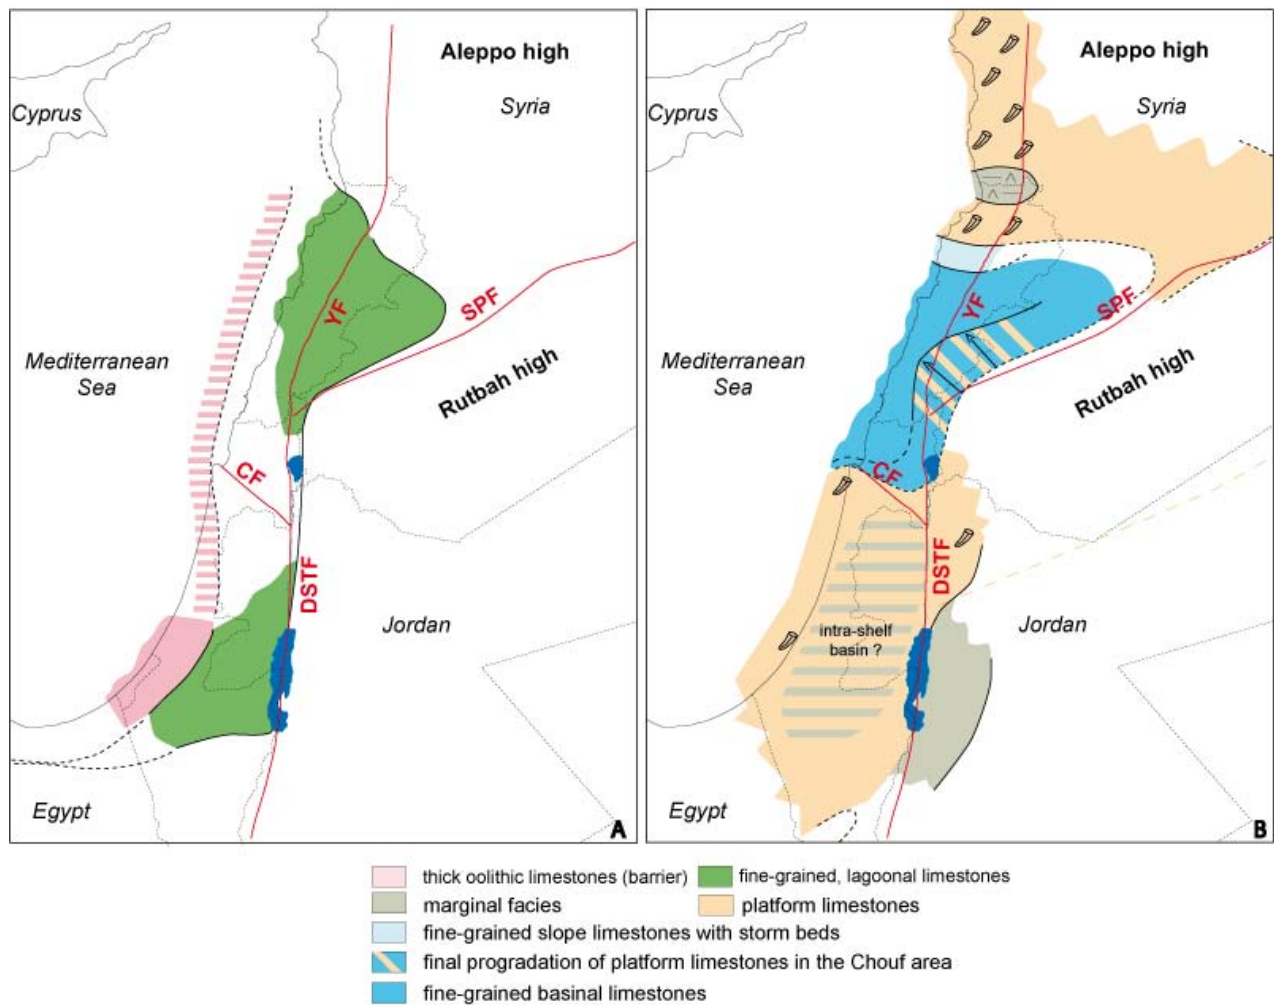 Aleppo high
Cyprus
Syria
YF
SPF
Mediterranean
Sea
Rutbah high
CF
DSTF
Jordan
Egypt
A
Aleppo high
Cyprus
Syria
YF
SPF
Mediterranean
Sea
Rutbah high
CF
DSTF
intra-shelf
basin ?
Jordan
Egypt
B
thick oolithic limestones (barrier)
fine-grained, lagoonal limestones
marginal facies
platform limestones
fine-grained slope limestones with storm beds
final progradation of platform limestones in the Chouf area
fine-grained basinal limestones